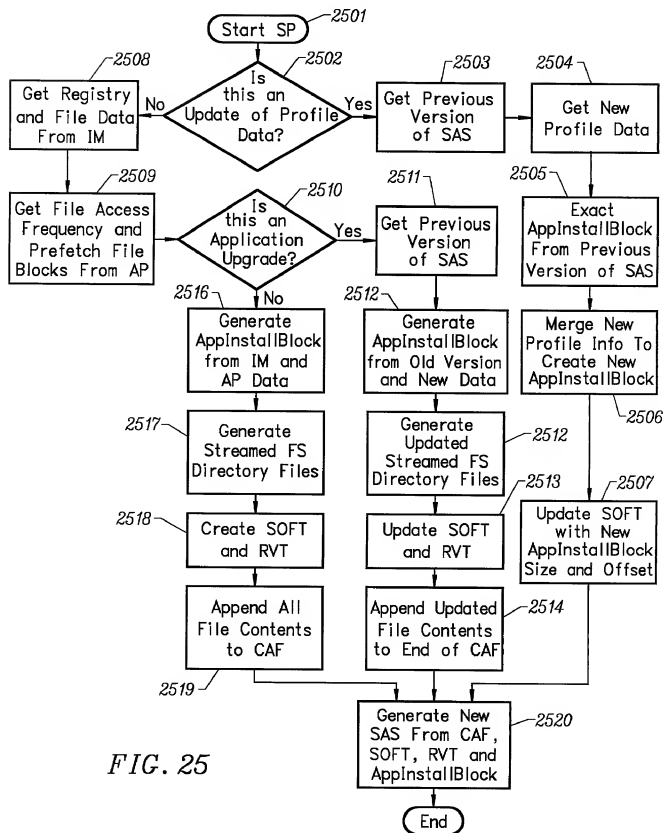 2501
Start SP
2508
2502
2503
2504
Get Registry
and File Data
From IM
No
Is
this an
Update of Profile
Data?
Yes
Get Previous
Version
of SAS
Get New
Profile Data
2509
Get File Access
Frequency and
Prefetch File
Blocks From AP
2510
Is
this an
Application
Upgrade?
Yes
No
2511
Get Previous
Version
of SAS
2505
Exact
AppInstallBlock
From Previous
Version of SAS
2516
Generate
AppInstallBlock
from IM and
AP Data
2512
Generate
AppInstallBlock
from Old Version
and New Data
Merge New
Profile Info To
Create New
AppInstallBlock
2506
2517
Generate
Streamed FS
Directory Files
Generate
Updated
Streamed FS
Directory Files
2512
2518
Create SOFT
and RVT
2513
Update SOFT
and RVT
2507
Update SOFT
with New
AppInstallBlock
Size and Offset
Append All
File Contents
to CAF
2519
Append Updated
File Contents
to End of CAF
2514
Generate New
SAS From CAF,
SOFT, RVT and
AppInstallBlock
2520
End
FIG. 25